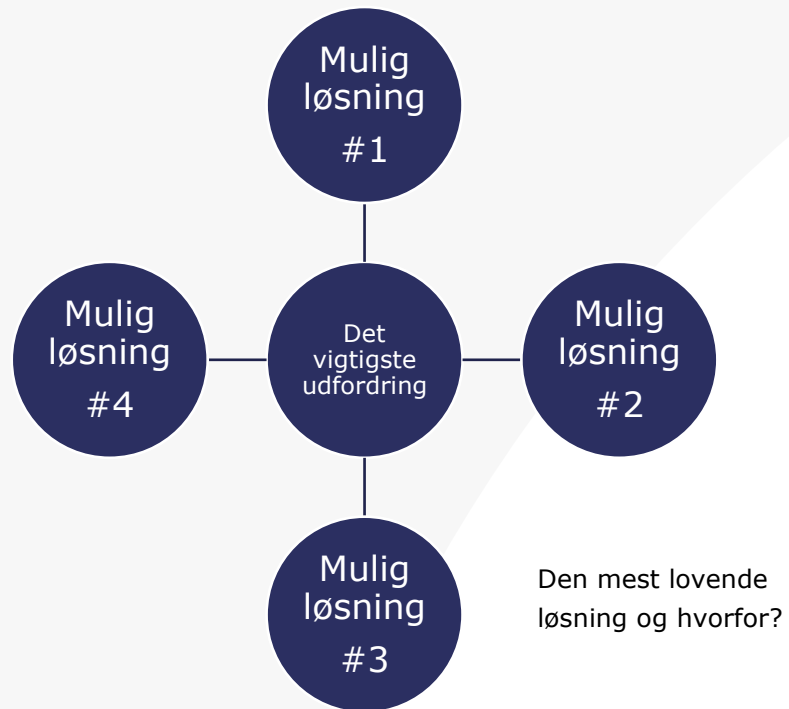 Mulig
løsning
#1
Mulig
løsning
#4
Det
vigtigste
udfordring
Mulig
løsning
#2
Mulig
løsning
#3
Den mest lovende
løsning og hvorfor?